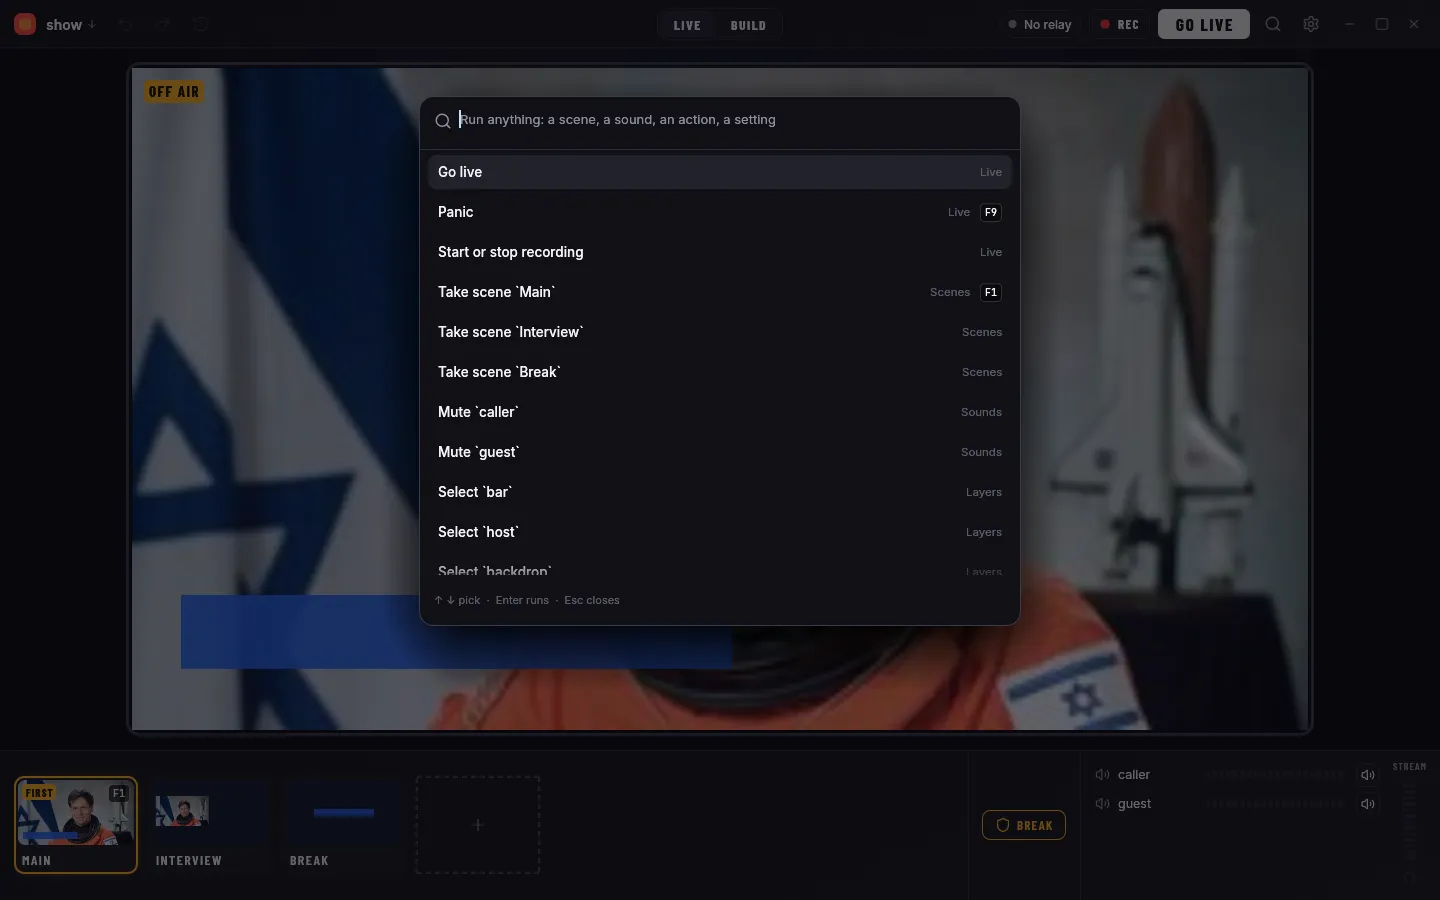 show
LIVE
BUILD
No relay
REC
GO LIVE
OFF AIR
Run anything: a scene, a sound, an action, a setting
Go live Live
Panic Live F9
Start or stop recording Live
Take scene `Main` Scenes F1
Take scene `Interview` Scenes
Take scene `Break` Scenes
Mute `caller` Sounds
Mute `guest` Sounds
Select `bar` Layers
Select `host` Layers
Select `backdrop` Layers
↑ ↓ pick · Enter runs · Esc closes
FIRST
F1
MAIN
INTERVIEW
BREAK
+
BREAK
caller
guest
STREAM